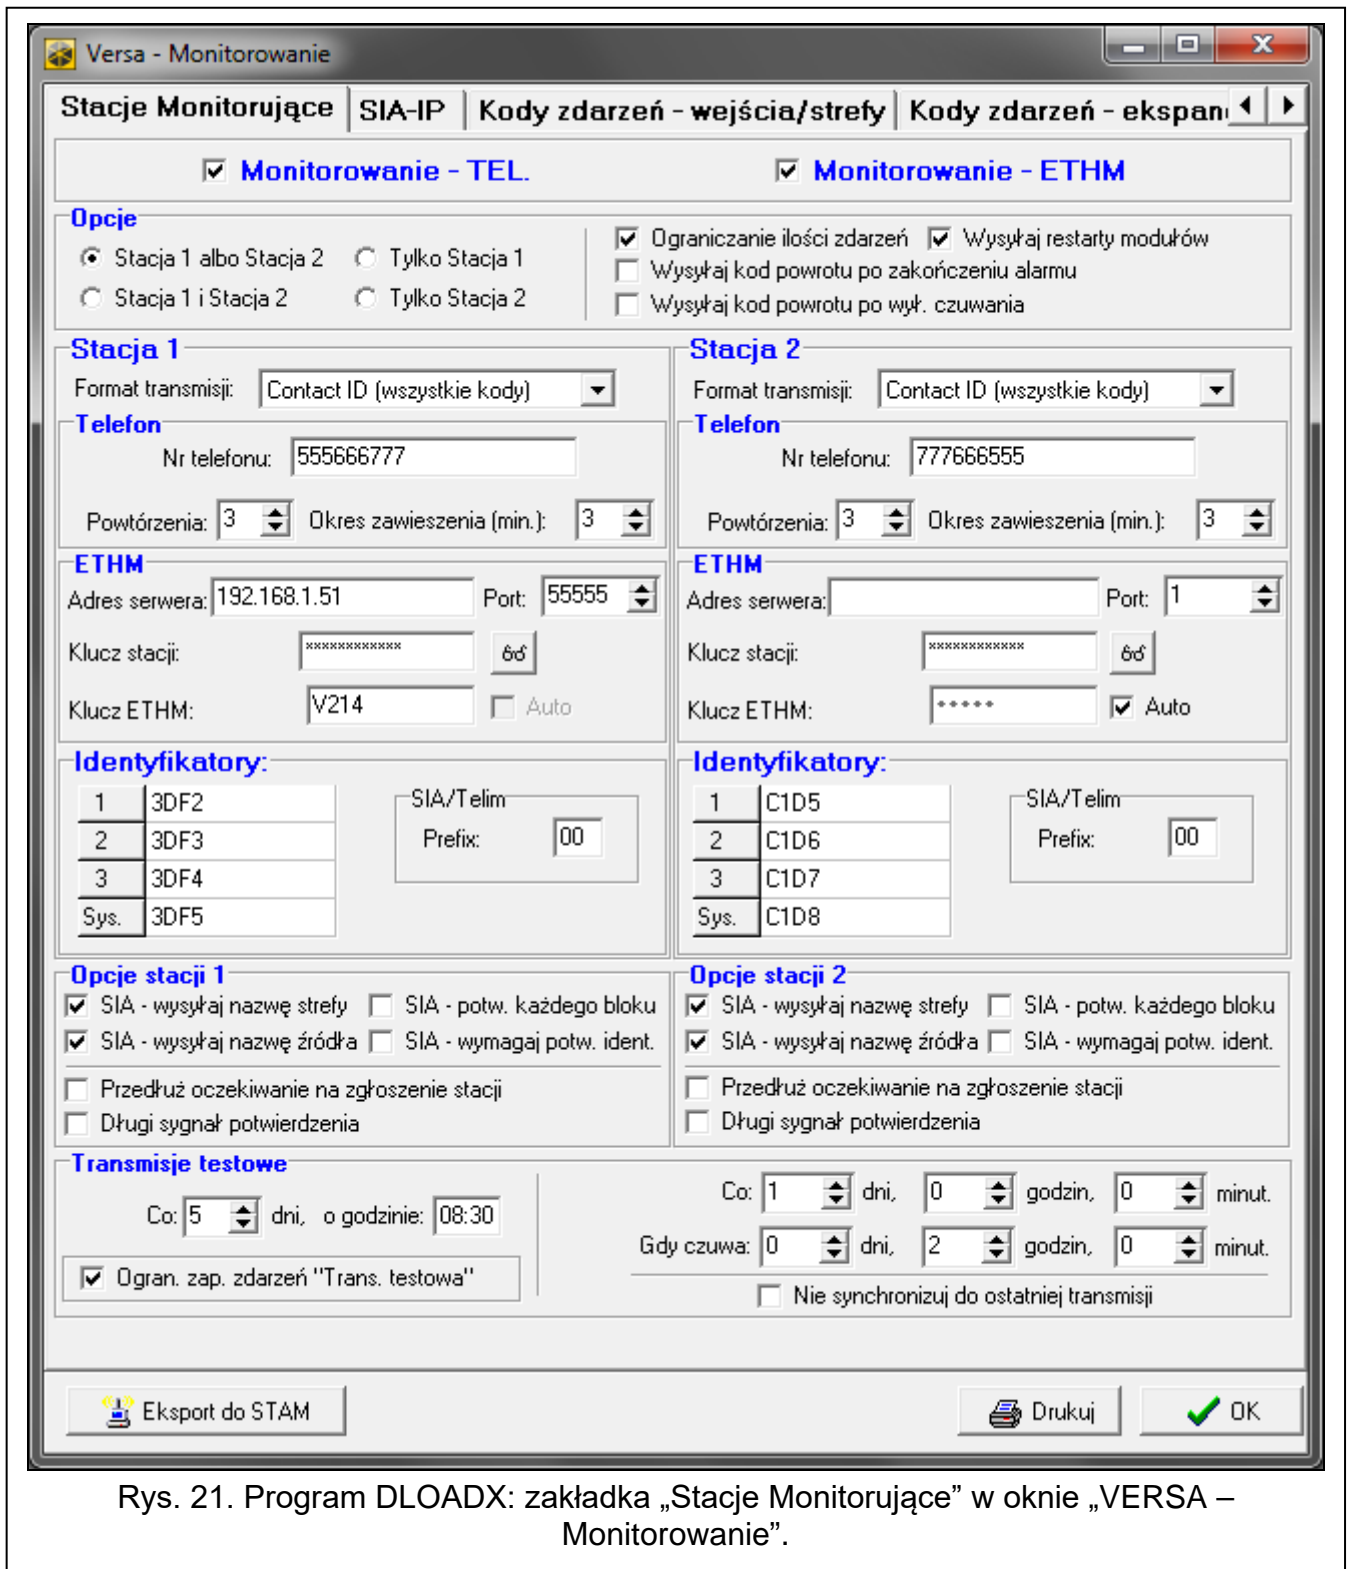 Versa - Monitorowanie
Stacje Monitorujące SIA-IP Kody zdarzeń - wejścia/strefy Kody zdarzeń - ekspan
Monitorowanie - TEL. Monitorowanie - ETHM
Opcje
Stacja 1 albo Stacja 2 Tylko Stacja 1
Stacja 1 i Stacja 2 Tylko Stacja 2
Ograniczanie ilości zdarzeń Wysyłaj restarty modułów
Wysyłaj kod powrotu po zakończeniu alarmu
Wysyłaj kod powrotu po wył. czuwania
Stacja 1
Format transmisji: Contact ID (wszystkie kody)
Telefon
Nr telefonu: 555666777
Powtórzenia: 3 Okres zawieszenia (min.): 3
ETHM
Adres serwera: 192.168.1.51 Port: 55555
Klucz stacji: ************
Klucz ETHM: V214 Auto
Identyfikatory:
1 3DF2
2 3DF3
3 3DF4
Sys. 3DF5
SIA/Telim
Prefix: 00
Stacja 2
Format transmisji: Contact ID (wszystkie kody)
Telefon
Nr telefonu: 777666555
Powtórzenia: 3 Okres zawieszenia (min.): 3
ETHM
Adres serwera: Port: 1
Klucz stacji: ************
Klucz ETHM: ***** Auto
Identyfikatory:
1 C1D5
2 C1D6
3 C1D7
Sys. C1D8
SIA/Telim
Prefix: 00
Opcje stacji 1
SIA - wysyłaj nazwę strefy SIA - potw. każdego bloku
SIA - wysyłaj nazwę źródła SIA - wymagaj potw. ident.
Przedłuż oczekiwanie na zgłoszenie stacji
Długi sygnał potwierdzenia
Opcje stacji 2
SIA - wysyłaj nazwę strefy SIA - potw. każdego bloku
SIA - wysyłaj nazwę źródła SIA - wymagaj potw. ident.
Przedłuż oczekiwanie na zgłoszenie stacji
Długi sygnał potwierdzenia
Transmisje testowe
Co: 5 dni, o godzinie: 08:30
Ogran. zap. zdarzeń "Trans. testowa"
Co: 1 dni, 0 godzin, 0 minut.
Gdy czuwa: 0 dni, 2 godzin, 0 minut.
Nie synchronizuj do ostatniej transmisji
Eksport do STAM Drukuj OK
Rys. 21. Program DLOADX: zakładka „Stacje Monitorujące” w oknie „VERSA –
Monitorowanie”.